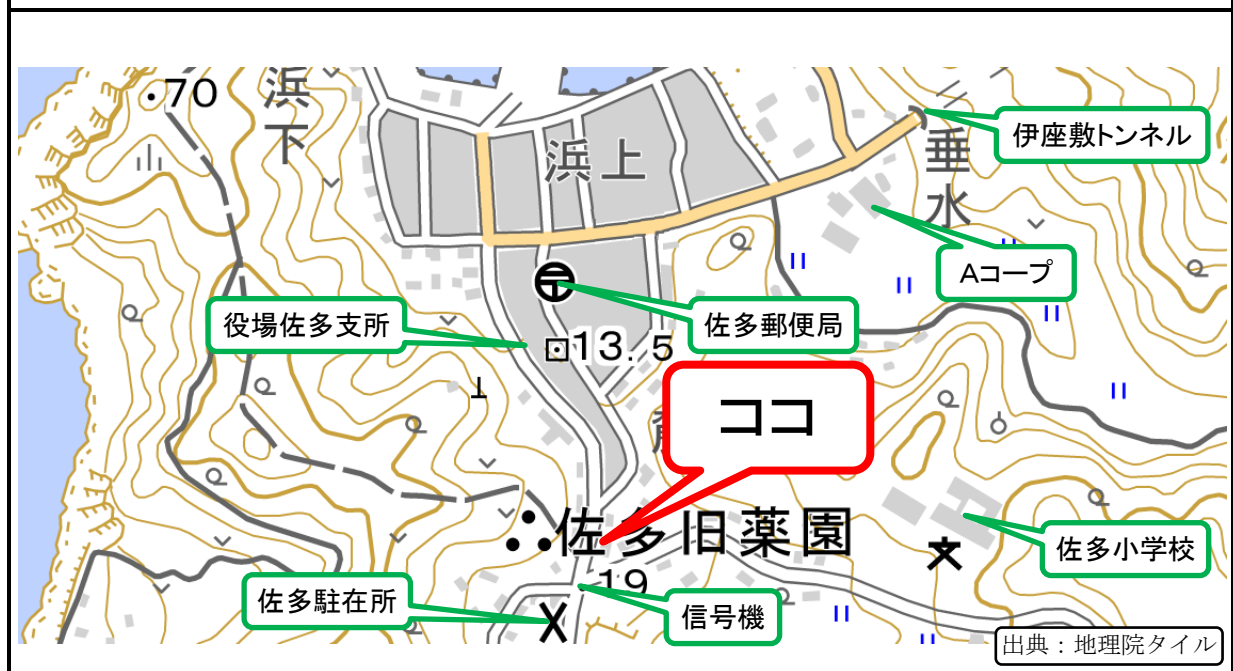 ・70
浜下
浜上
垂水
伊座敷トンネル
Aコープ
役場佐多支所
佐多郵便局
13.5
ココ
佐多旧薬園
佐多小学校
19
佐多駐在所
信号機
出典：地理院タイル